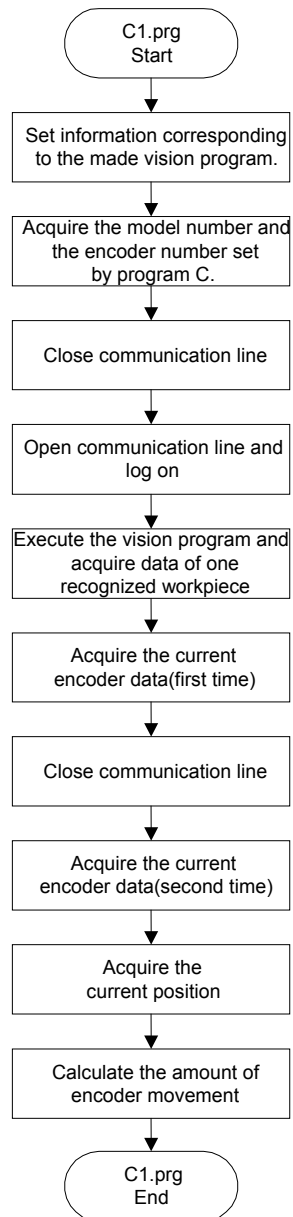 C1.prg
Start
Set information corresponding
to the made vision program.
Acquire the model number and
the encoder number set
by program C.
Close communication line
Open communication line and
log on
Execute the vision program and
acquire data of one
recognized workpiece
Acquire the current
encoder data(first time)
Close communication line
Acquire the current
encoder data(second time)
Acquire the
current position
Calculate the amount of
encoder movement
C1.prg
End